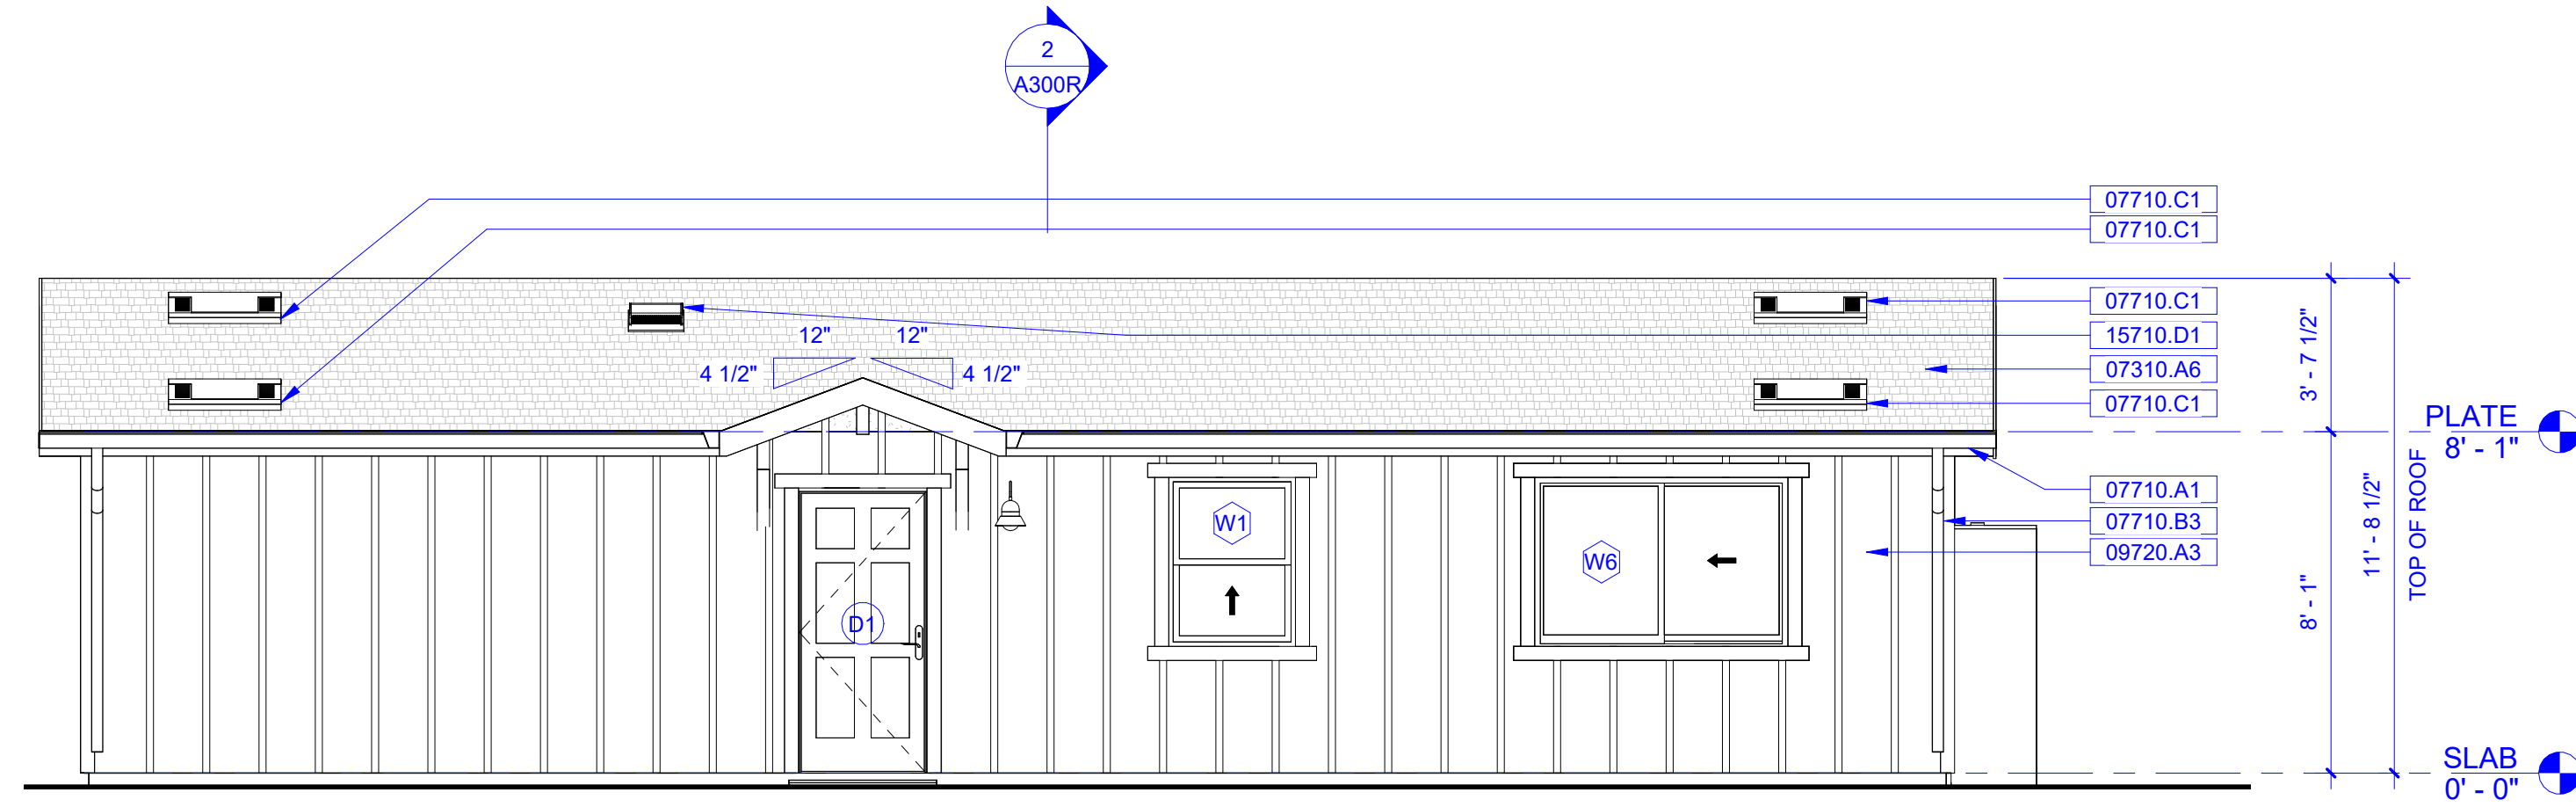 2
A300R
07710.C1
07710.C1
07710.C1
15710.D1
07310.A6
07710.C1
12"
12"
4 1/2"
4 1/2"
3' - 7 1/2"
PLATE
8' - 1"
07710.A1
07710.B3
09720.A3
W1
W6
D1
8' - 1"
11' - 8 1/2"
TOP OF ROOF
SLAB
0' - 0"